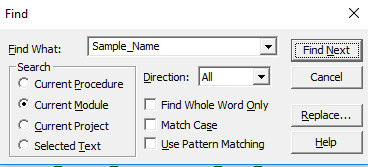 Find
Find What: Sample_Name Find Next
Search Direction: All Cancel
Current Procedure
Current Module Find Whole Word Only
Current Project Match Case Replace...
Selected Text Use Pattern Matching Help